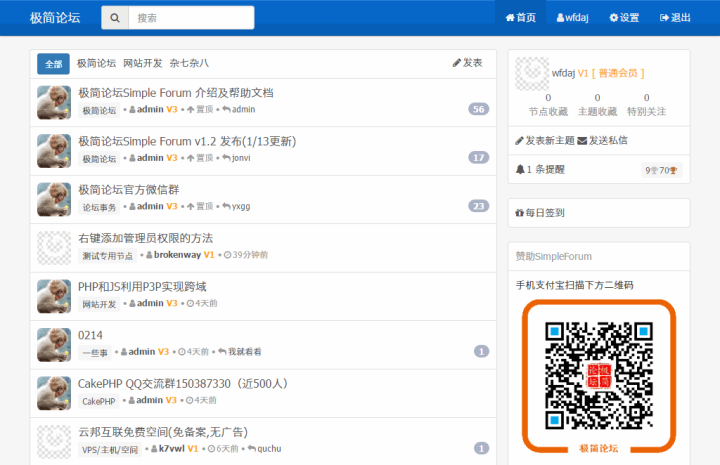 极简论坛 搜索 首页 wfdaj 设置 退出
全部 极简论坛 网站开发 杂七杂八 发表
极简论坛Simple Forum 介绍及帮助文档
极简论坛 • admin V3 • 置顶 • admin 56
极简论坛Simple Forum v1.2 发布(1/13更新)
极简论坛 • admin V3 • 置顶 • jonvi 17
极简论坛官方微信群
论坛事务 • admin V3 • 置顶 • yxgg 23
右键添加管理员权限的方法
测试专用节点 • brokenway V1 • 39分钟前
PHP和JS利用P3P实现跨域
网站开发 • admin V3 • 4天前
0214
一些事 • admin V3 • 4天前 • 我就看看 1
CakePHP QQ交流群150387330（近500人）
CakePHP • admin V3 • 4天前
云邦互联免费空间(免备案,无广告)
VPS/主机/空间 • k7vwl V1 • 6天前 • quchu 1
wfdaj V1 [ 普通会员 ]
0 0 0
节点收藏 主题收藏 特别关注
发表新主题 发送私信
1 条提醒 9 70
每日签到
赞助SimpleForum
手机支付宝扫描下方二维码
极简论坛
极简论坛